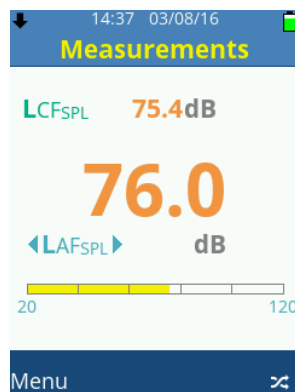 14:37 03/08/16
Measurements
LCFSPL 75.4dB
76.0
LAFSPL dB
20 120
Menu